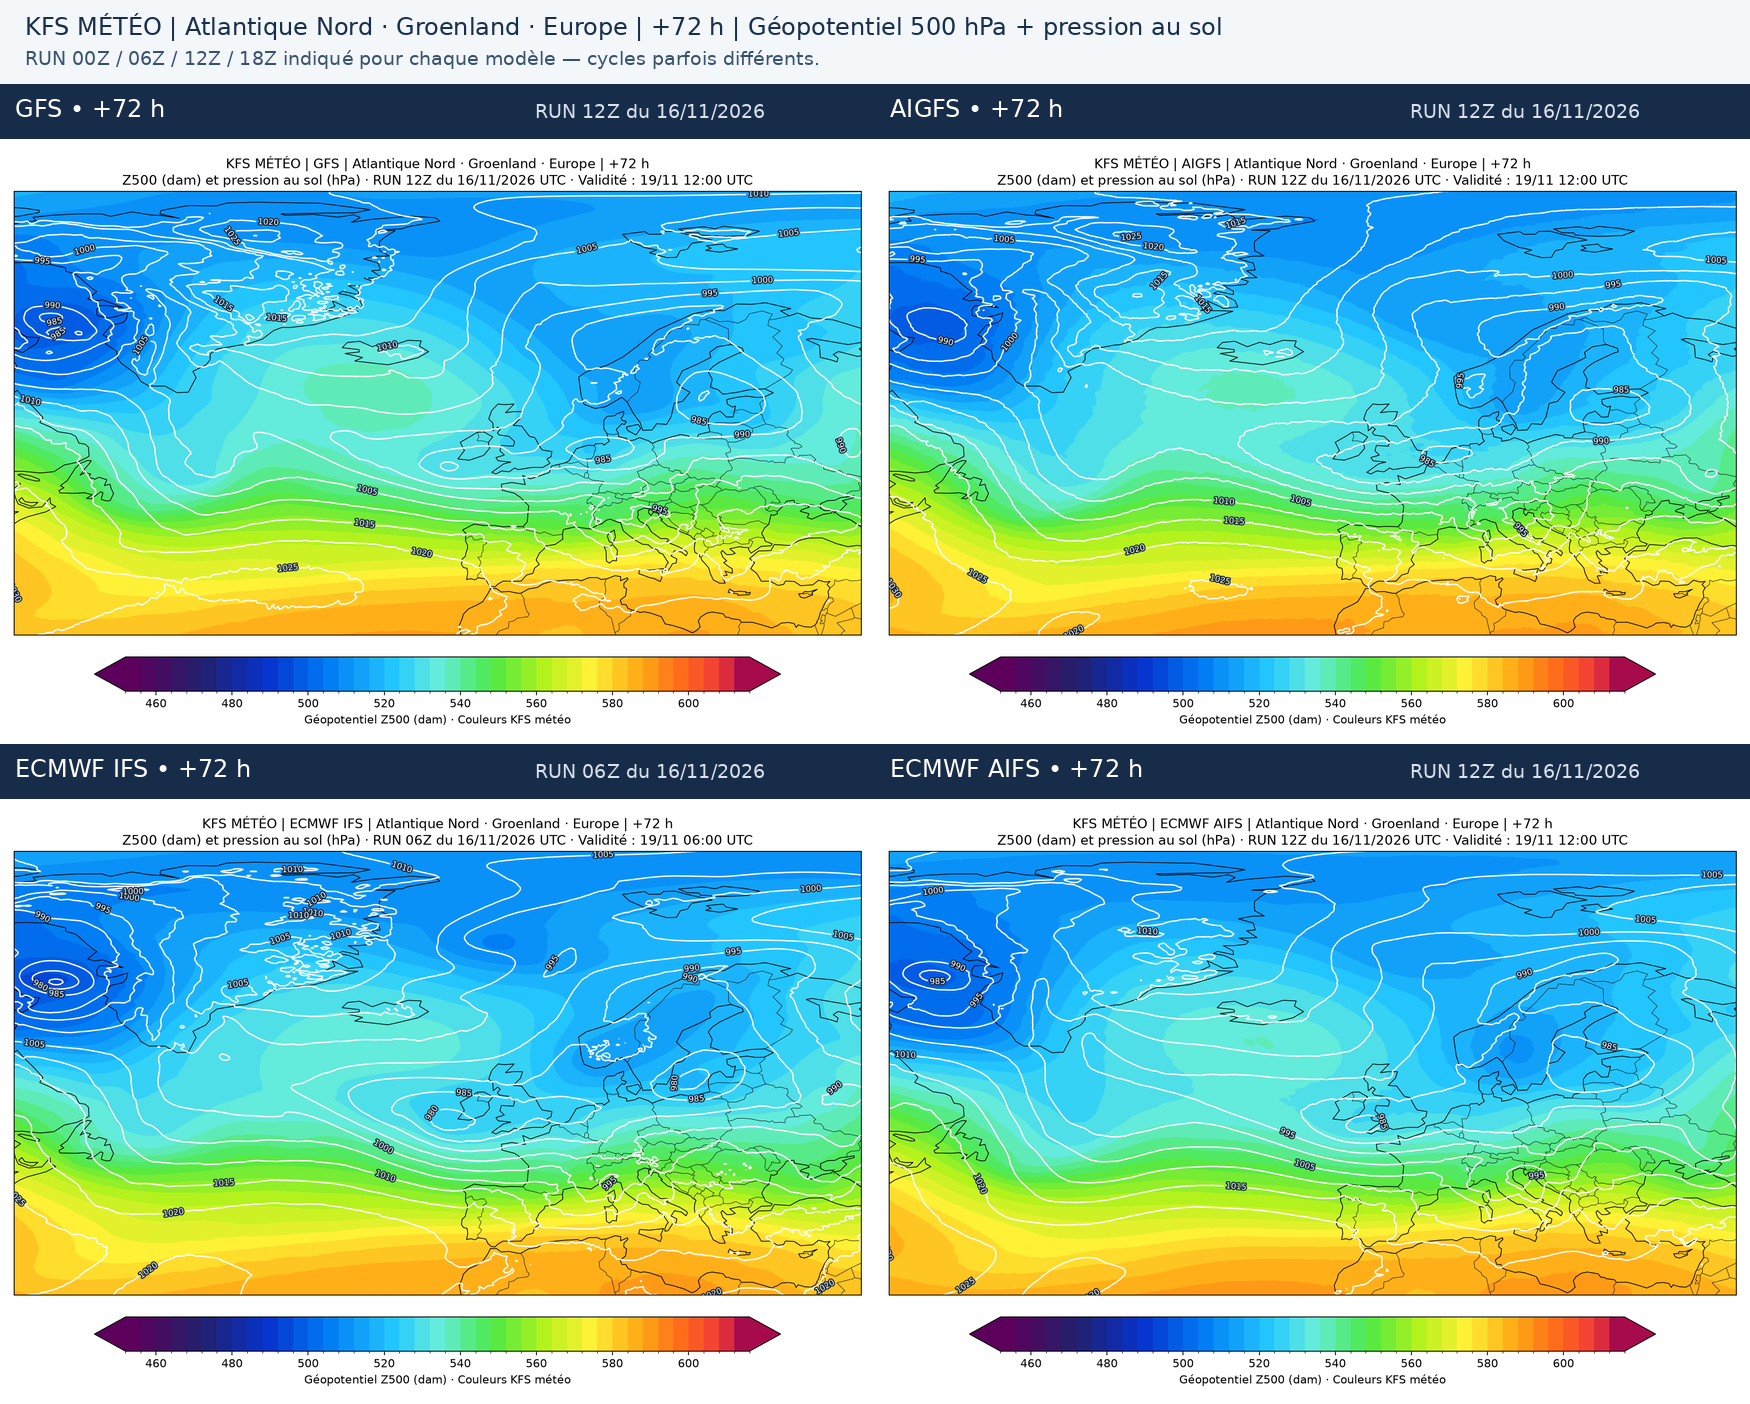 KFS MÉTÉO | Atlantique Nord · Groenland · Europe | +72 h | Géopotentiel 500 hPa + pression au sol
RUN 00Z / 06Z / 12Z / 18Z indiqué pour chaque modèle — cycles parfois différents.
GFS • +72 h
RUN 12Z du 16/11/2026
AIGFS • +72 h
RUN 12Z du 16/11/2026
KFS MÉTÉO | GFS | Atlantique Nord · Groenland · Europe | +72 h
Z500 (dam) et pression au sol (hPa) · RUN 12Z du 16/11/2026 UTC · Validité : 19/11 12:00 UTC
KFS MÉTÉO | AIGFS | Atlantique Nord · Groenland · Europe | +72 h
Z500 (dam) et pression au sol (hPa) · RUN 12Z du 16/11/2026 UTC · Validité : 19/11 12:00 UTC
460 480 500 520 540 560 580 600
Géopotentiel Z500 (dam) · Couleurs KFS météo
460 480 500 520 540 560 580 600
Géopotentiel Z500 (dam) · Couleurs KFS météo
ECMWF IFS • +72 h
RUN 06Z du 16/11/2026
ECMWF AIFS • +72 h
RUN 12Z du 16/11/2026
KFS MÉTÉO | ECMWF IFS | Atlantique Nord · Groenland · Europe | +72 h
Z500 (dam) et pression au sol (hPa) · RUN 06Z du 16/11/2026 UTC · Validité : 19/11 06:00 UTC
KFS MÉTÉO | ECMWF AIFS | Atlantique Nord · Groenland · Europe | +72 h
Z500 (dam) et pression au sol (hPa) · RUN 12Z du 16/11/2026 UTC · Validité : 19/11 12:00 UTC
460 480 500 520 540 560 580 600
Géopotentiel Z500 (dam) · Couleurs KFS météo
460 480 500 520 540 560 580 600
Géopotentiel Z500 (dam) · Couleurs KFS météo